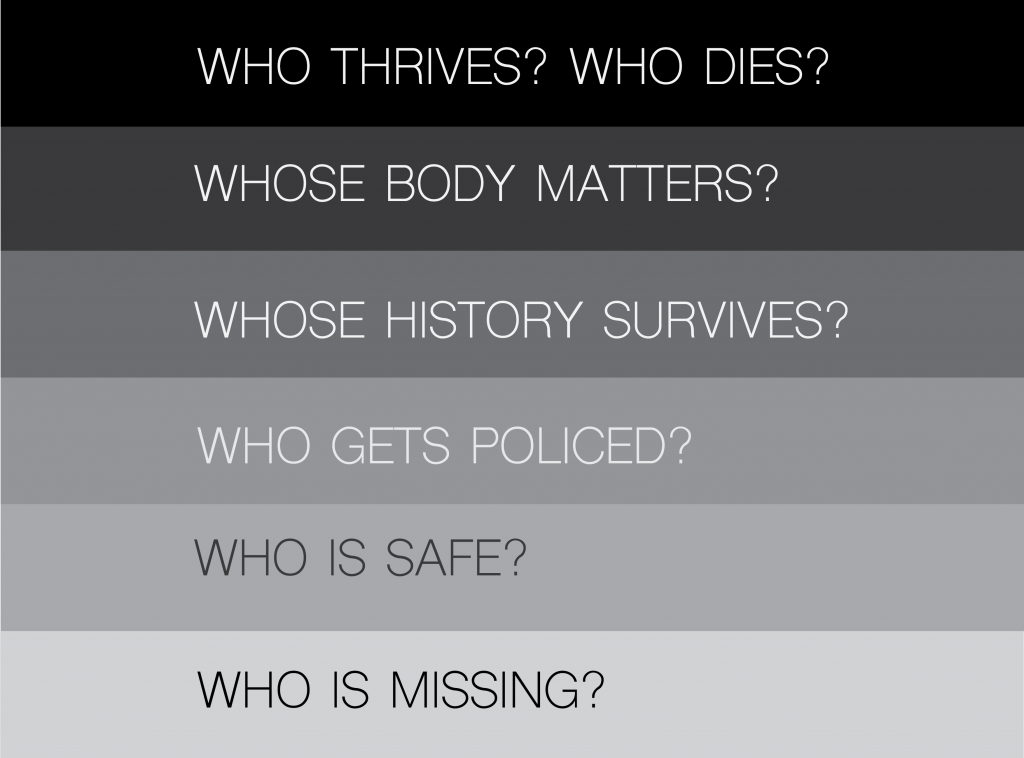 WHO THRIVES? WHO DIES?
WHOSE BODY MATTERS?
WHOSE HISTORY SURVIVES?
WHO GETS POLICED?
WHO IS SAFE?
WHO IS MISSING?